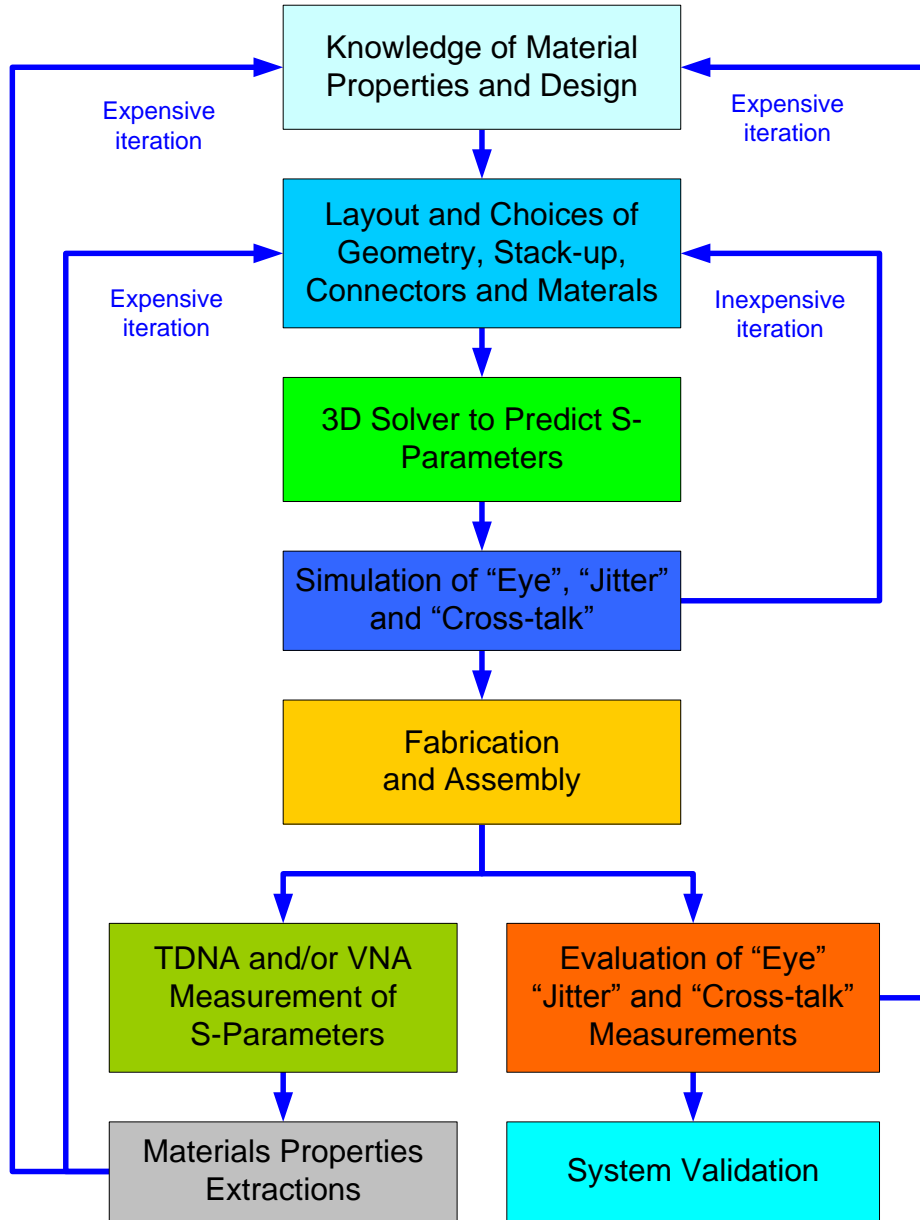 Knowledge of Material
Properties and Design
Expensive
iteration
Expensive
iteration
Layout and Choices of
Geometry, Stack-up,
Connectors and Materals
Expensive
iteration
Inexpensive
iteration
3D Solver to Predict S-
Parameters
Simulation of “Eye”, “Jitter”
and “Cross-talk”
Fabrication
and Assembly
TDNA and/or VNA
Measurement of
S-Parameters
Evaluation of “Eye”
“Jitter” and “Cross-talk”
Measurements
Materials Properties
Extractions
System Validation